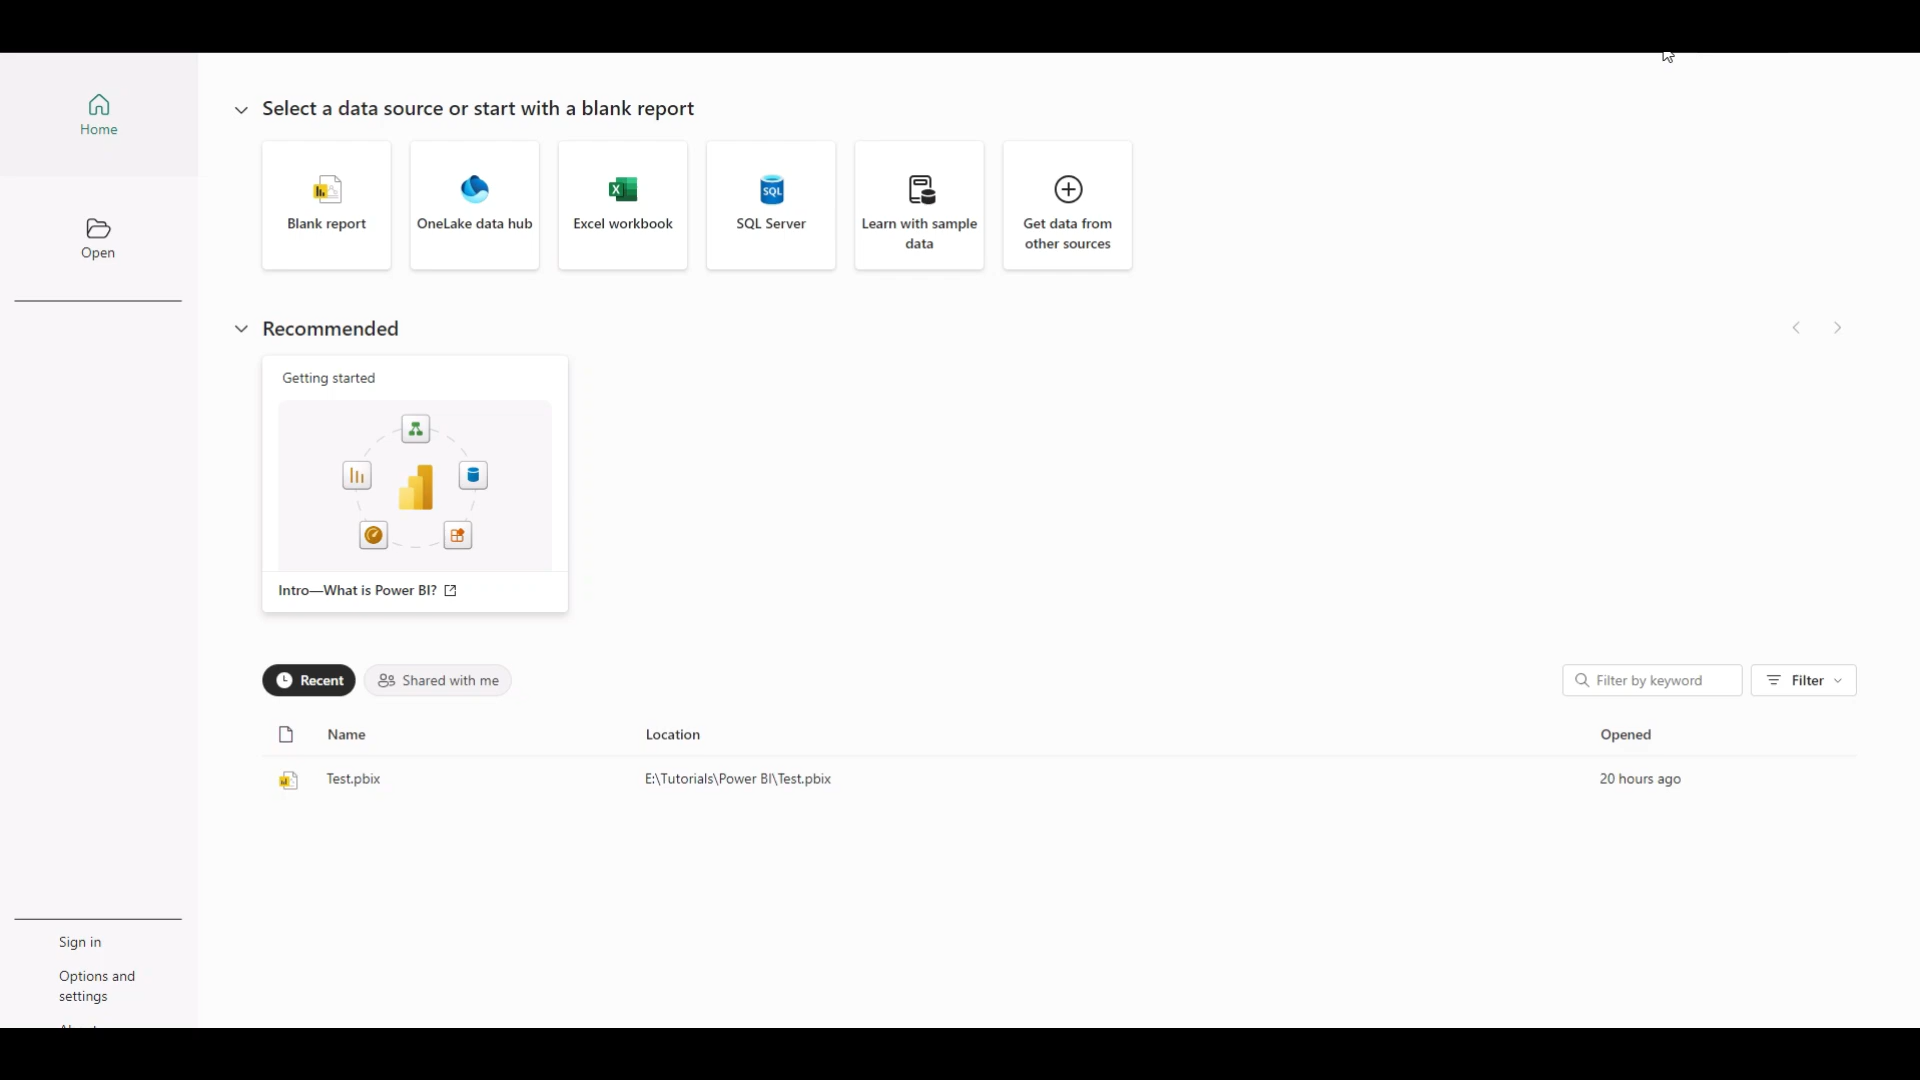 Home
Open
Select a data source or start with a blank report
Blank report
OneLake data hub
Excel workbook
SQL
SQL Server
Learn with sample
data
Get data from
other sources
Recommended
Getting started
Intro—What is Power BI?
Recent
Shared with me
Filter by keyword
Filter
Name
Location
Opened
Test.pbix
E:\Tutorials\Power BI\Test.pbix
20 hours ago
Sign in
Options and
settings